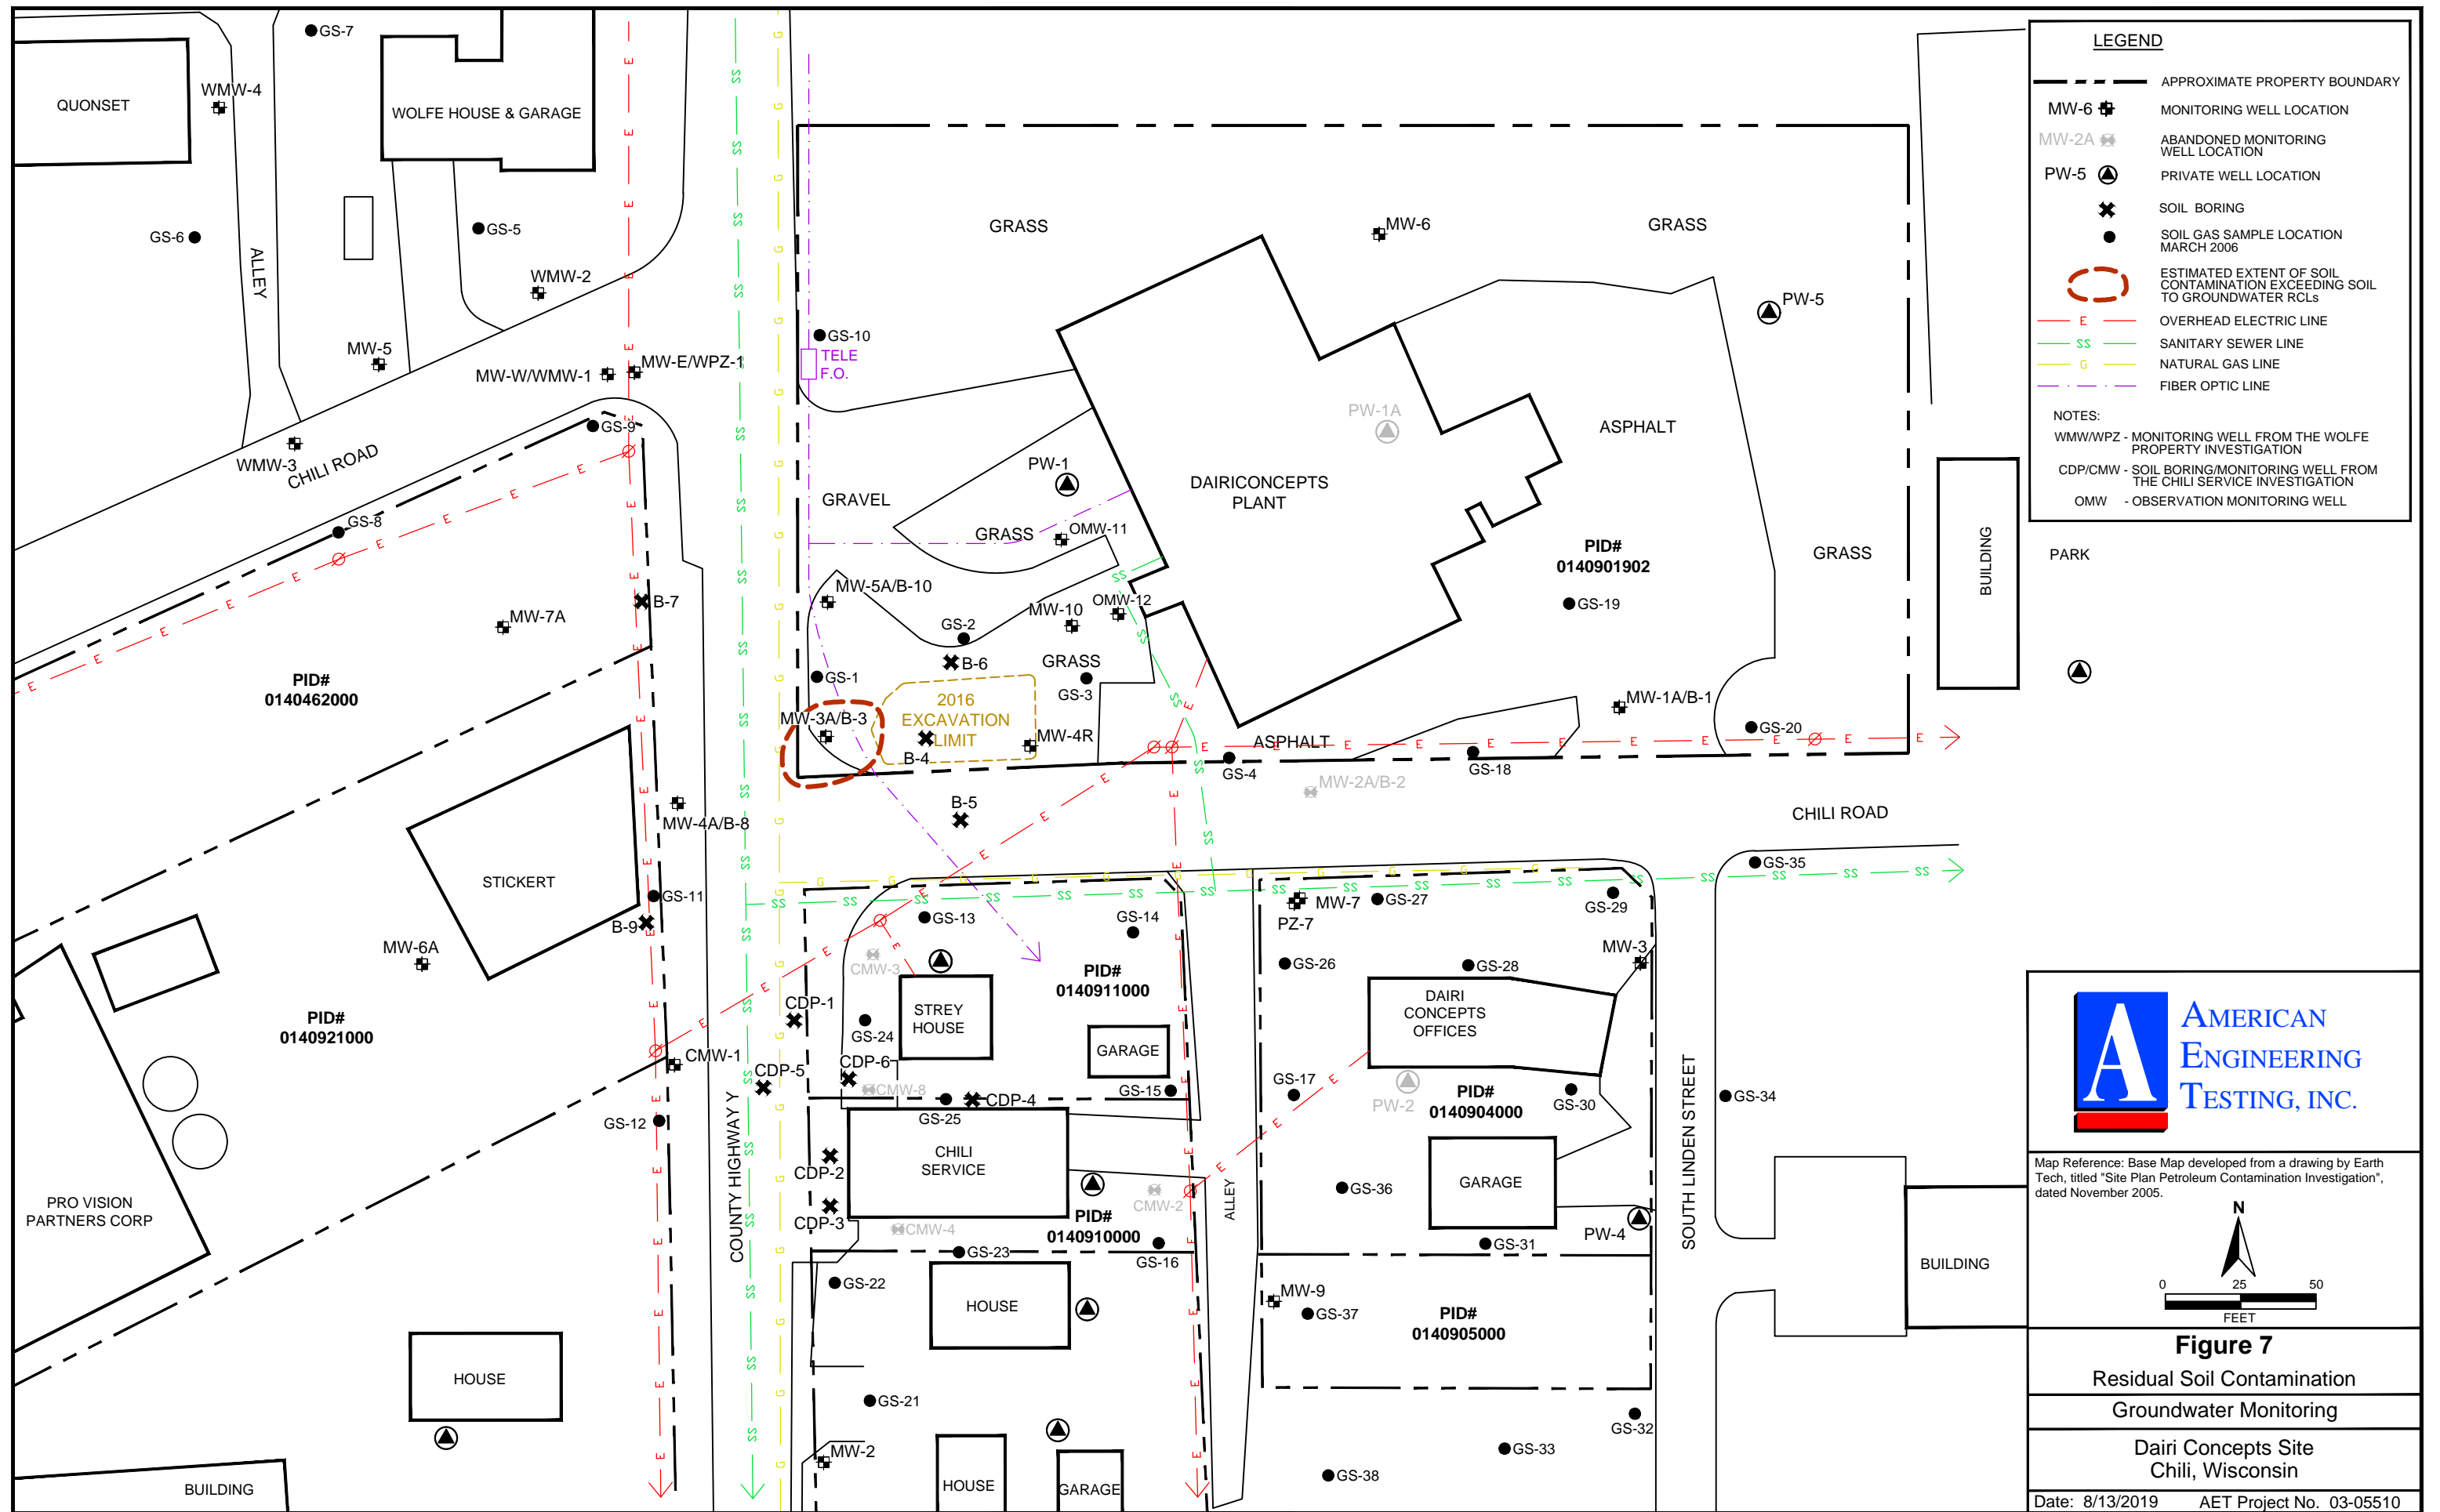 GS-7
QUONSET
WMW-4
WOLFE HOUSE & GARAGE
GS-6
GS-5
ALLEY
WMW-2
MW-5
MW-W/WMW-1
MW-E/WPZ-1
WMW-3
CHILI ROAD
GS-9
GS-8
MW-7A
B-7
PID#
0140462000
STICKERT
MW-4A/B-8
GS-11
B-9
MW-6A
PID#
0140921000
CMW-1
GS-12
PRO VISION
PARTNERS CORP
HOUSE
BUILDING
COUNTY HIGHWAY Y
GRASS
MW-6
GRASS
GS-10
TELE
F.O.
PW-5
PW-1A
ASPHALT
PW-1
GRAVEL
DAIRICONCEPTS
PLANT
GRASS
OMW-11
PID#
0140901902
GRASS
MW-5A/B-10
MW-10
OMW-12
GS-19
GS-2
B-6
GRASS
GS-1
GS-3
2016
EXCAVATION
LIMIT
MW-3A/B-3
MW-4R
B-4
MW-1A/B-1
GS-20
ASPHALT
GS-4
GS-18
MW-2A/B-2
B-5
CHILI ROAD
BUILDING
PARK
GS-35
GS-13
GS-14
CMW-3
PID#
0140911000
STREY
HOUSE
CDP-1
GS-24
GARAGE
CDP-5
CDP-6
CMW-8
GS-15
CDP-4
GS-25
CHILI
SERVICE
CDP-2
CDP-3
CMW-4
CMW-2
PID#
0140910000
GS-23
GS-16
GS-22
HOUSE
GS-21
MW-2
HOUSE
GARAGE
ALLEY
MW-7
PZ-7
GS-27
GS-29
MW-3
GS-26
GS-28
DAIRI
CONCEPTS
OFFICES
GS-17
PW-2
PID#
0140904000
GS-30
GARAGE
GS-36
PW-4
GS-31
MW-9
GS-37
PID#
0140905000
GS-32
GS-33
GS-38
SOUTH LINDEN STREET
GS-34
BUILDING
LEGEND
APPROXIMATE PROPERTY BOUNDARY
MW-6 MONITORING WELL LOCATION
MW-2A ABANDONED MONITORING
WELL LOCATION
PW-5 PRIVATE WELL LOCATION
SOIL BORING
SOIL GAS SAMPLE LOCATION
MARCH 2006
ESTIMATED EXTENT OF SOIL
CONTAMINATION EXCEEDING SOIL
TO GROUNDWATER RCLs
E OVERHEAD ELECTRIC LINE
SS SANITARY SEWER LINE
G NATURAL GAS LINE
FIBER OPTIC LINE
NOTES:
WMW/WPZ - MONITORING WELL FROM THE WOLFE
PROPERTY INVESTIGATION
CDP/CMW - SOIL BORING/MONITORING WELL FROM
THE CHILI SERVICE INVESTIGATION
OMW - OBSERVATION MONITORING WELL
A
AMERICAN
ENGINEERING
TESTING, INC.
Map Reference: Base Map developed from a drawing by Earth
Tech, titled "Site Plan Petroleum Contamination Investigation",
dated November 2005.
N
0 25 50
FEET
Figure 7
Residual Soil Contamination
Groundwater Monitoring
Dairi Concepts Site
Chili, Wisconsin
Date: 8/13/2019 AET Project No. 03-05510